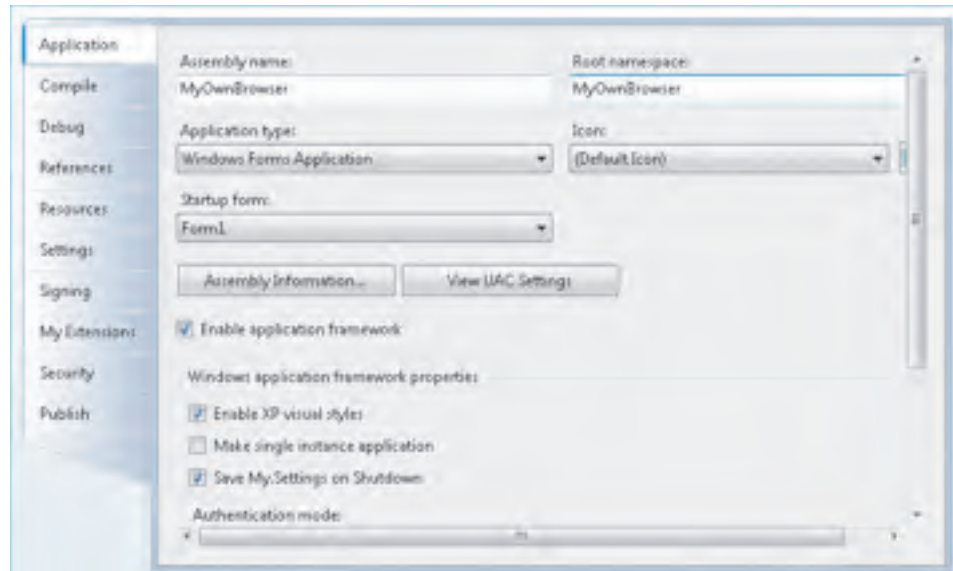 Application
Compile
Debug
References
Resources
Settings
Signing
My Extensions
Security
Publish
Assembly name:
Root namespace:
MyOwnBrowser
MyOwnBrowser
Application type:
Icon:
Windows Forms Application
(Default Icon)
Startup form:
Form1
Assembly Information...
View UAC Settings
Enable application framework
Windows application framework properties
Enable XP visual styles
Make single instance application
Save My.Settings on Shutdown
Authentication mode: